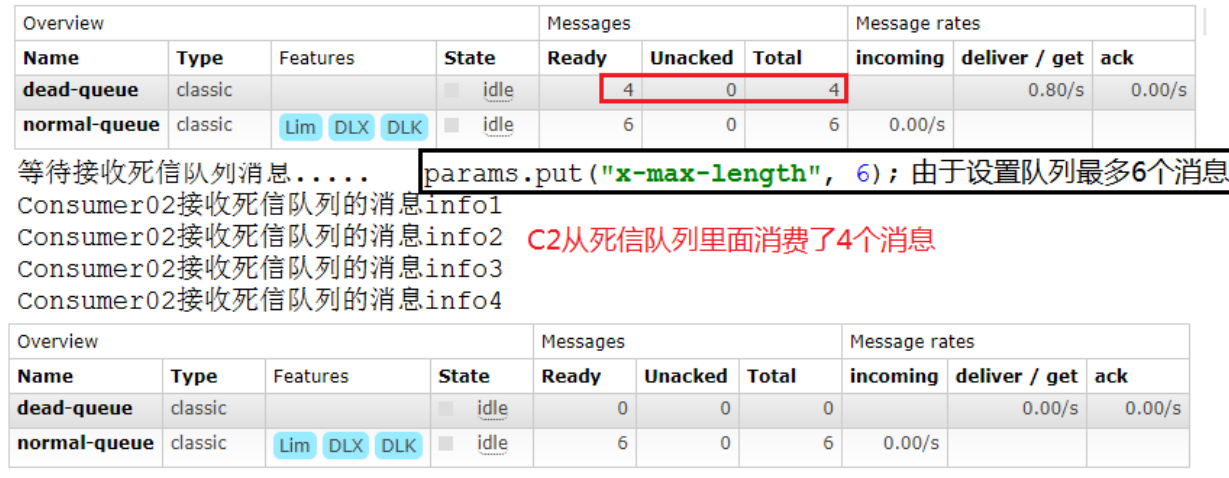 Overview Messages Message rates
Name Type Features State Ready Unacked Total incoming deliver / get ack
dead-queue classic idle 4 0 4 0.80/s 0.00/s
normal-queue classic Lim DLX DLK idle 6 0 6 0.00/s
等待接收死信队列消息.....
params.put("x-max-length", 6); 由于设置队列最多6个消息
Consumer02接收死信队列的消息info1
Consumer02接收死信队列的消息info2
C2从死信队列里面消费了4个消息
Consumer02接收死信队列的消息info3
Consumer02接收死信队列的消息info4
Overview Messages Message rates
Name Type Features State Ready Unacked Total incoming deliver / get ack
dead-queue classic idle 0 0 0 0.00/s 0.00/s
normal-queue classic Lim DLX DLK idle 6 0 6 0.00/s